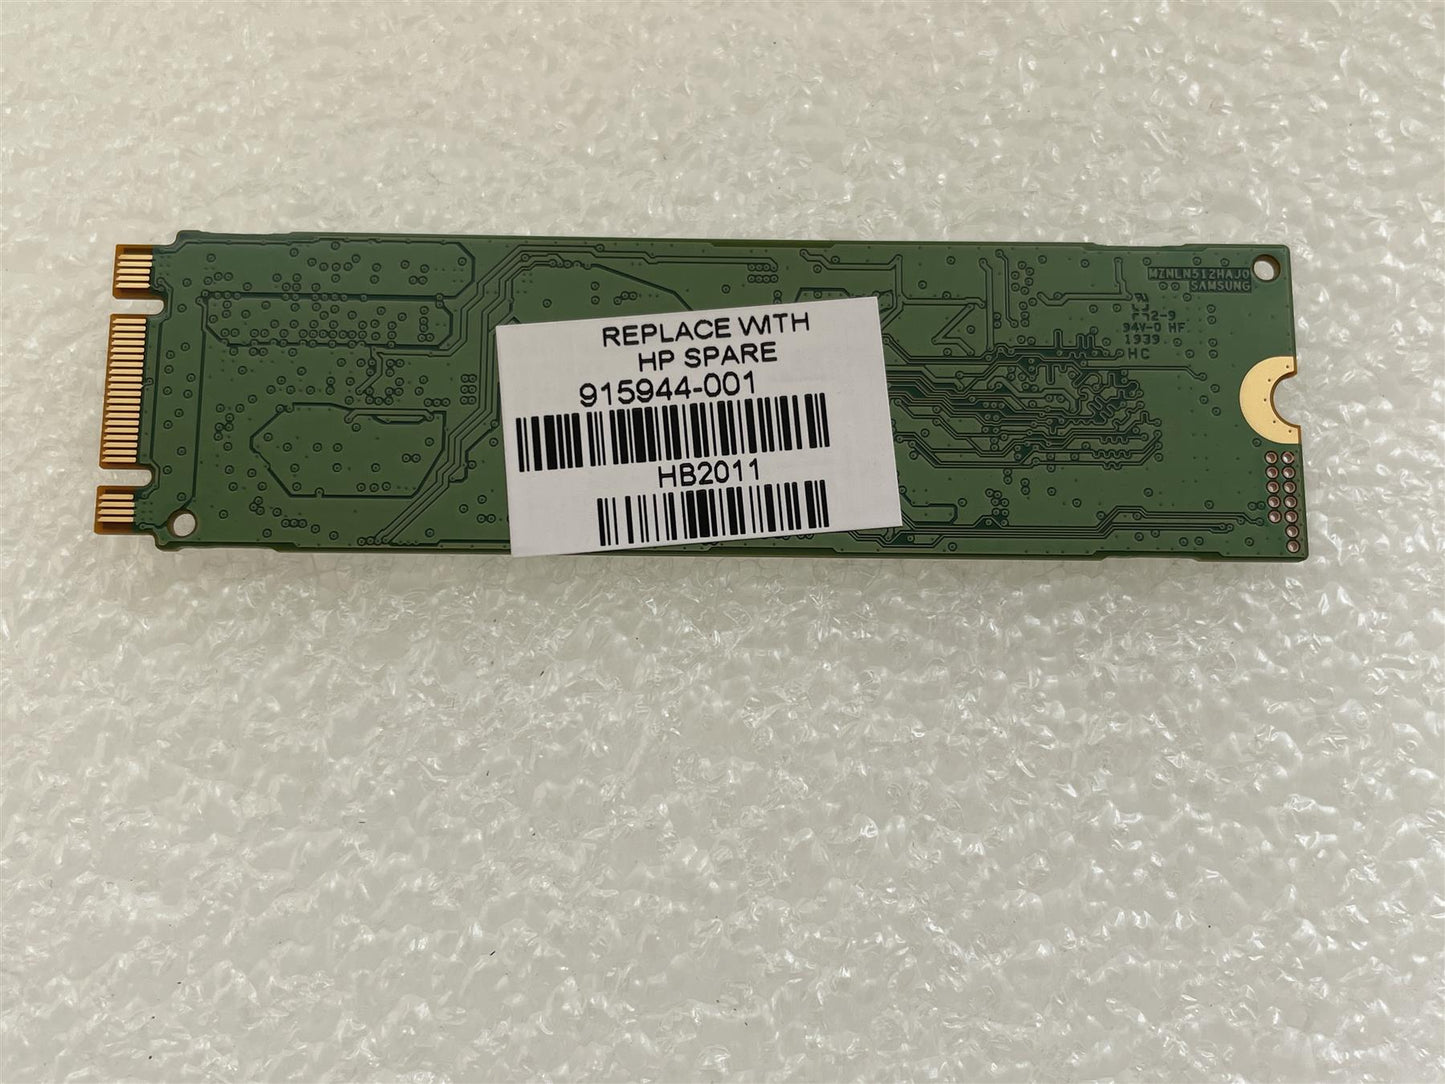 REPLACE WITH
HP SPARE
915944-001
HB2011
MZNLN512HAJQ
SAMSUNG
94V-0 HF
1939
HC